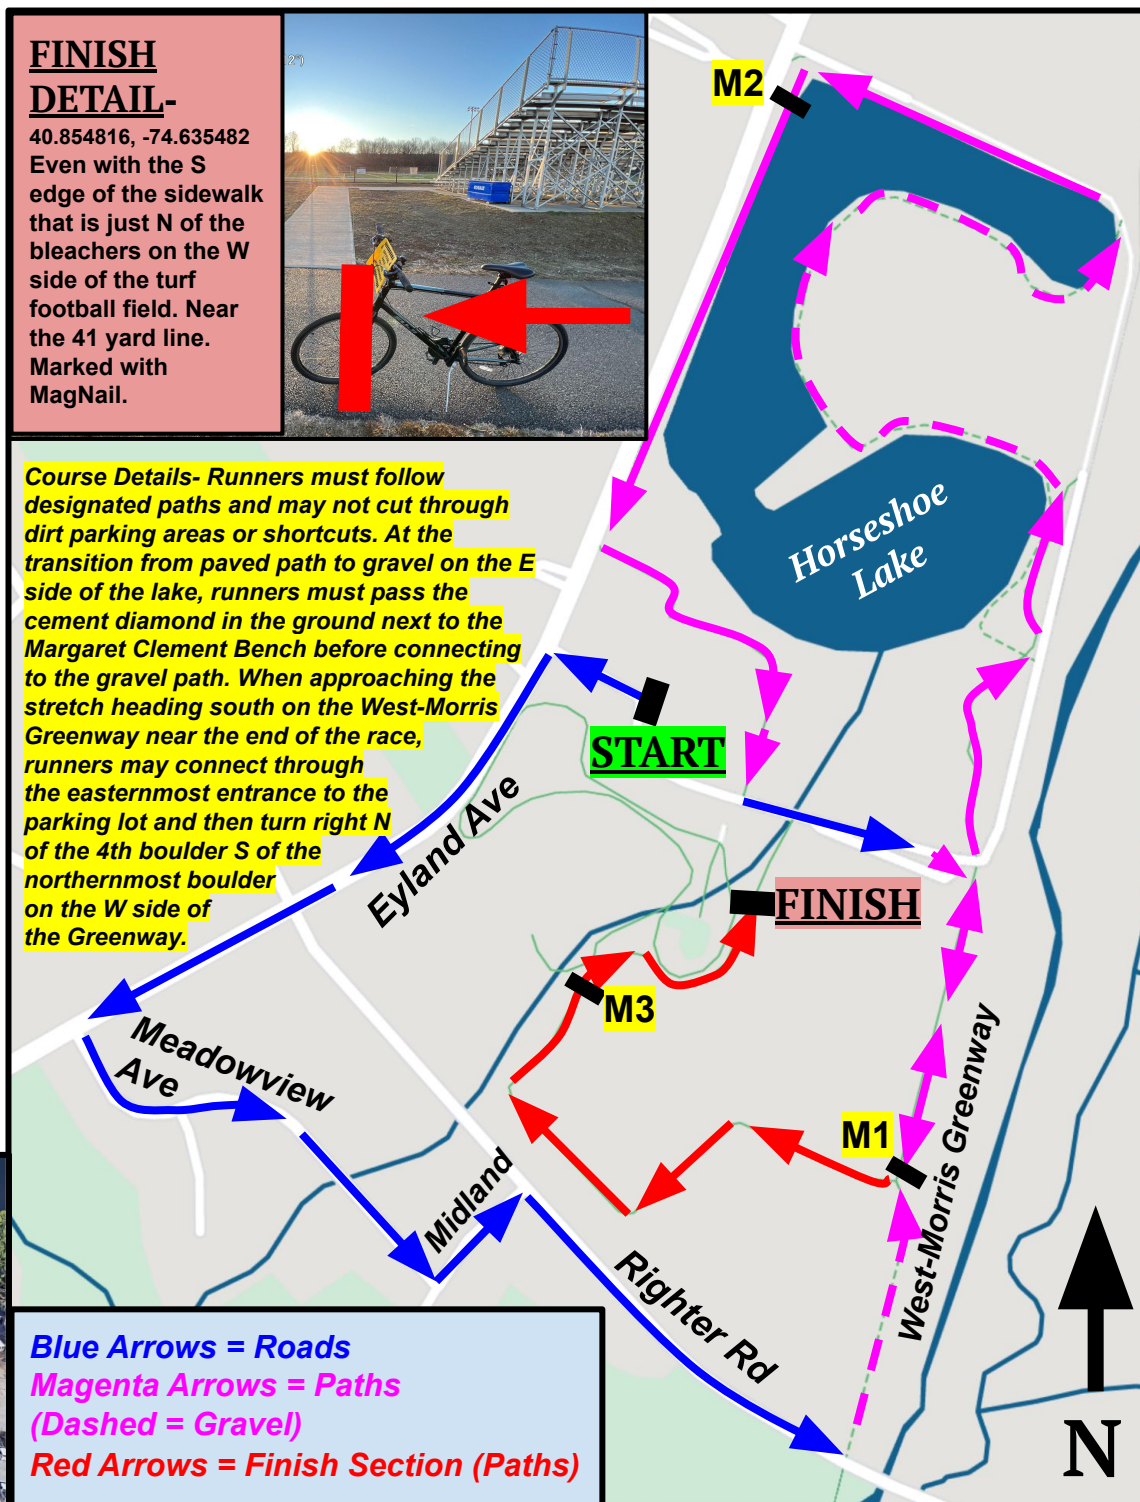 FINISH
DETAIL-
40.854816, -74.635482
Even with the S
edge of the sidewalk
that is just N of the
bleachers on the W
side of the turf
football field. Near
the 41 yard line.
Marked with
MagNail.
2")
M2
Course Details- Runners must follow
designated paths and may not cut through
dirt parking areas or shortcuts. At the
transition from paved path to gravel on the E
side of the lake, runners must pass the
cement diamond in the ground next to the
Margaret Clement Bench before connecting
to the gravel path. When approaching the
stretch heading south on the West-Morris
Greenway near the end of the race,
runners may connect through
the easternmost entrance to the
parking lot and then turn right N
of the 4th boulder S of the
northernmost boulder
on the W side of
the Greenway.
Horseshoe
Lake
START
Eyland Ave
FINISH
M3
Meadowview
Ave
M1
Midland
West-Morris Greenway
Righter Rd
Blue Arrows = Roads
Magenta Arrows = Paths
(Dashed = Gravel)
Red Arrows = Finish Section (Paths)
N